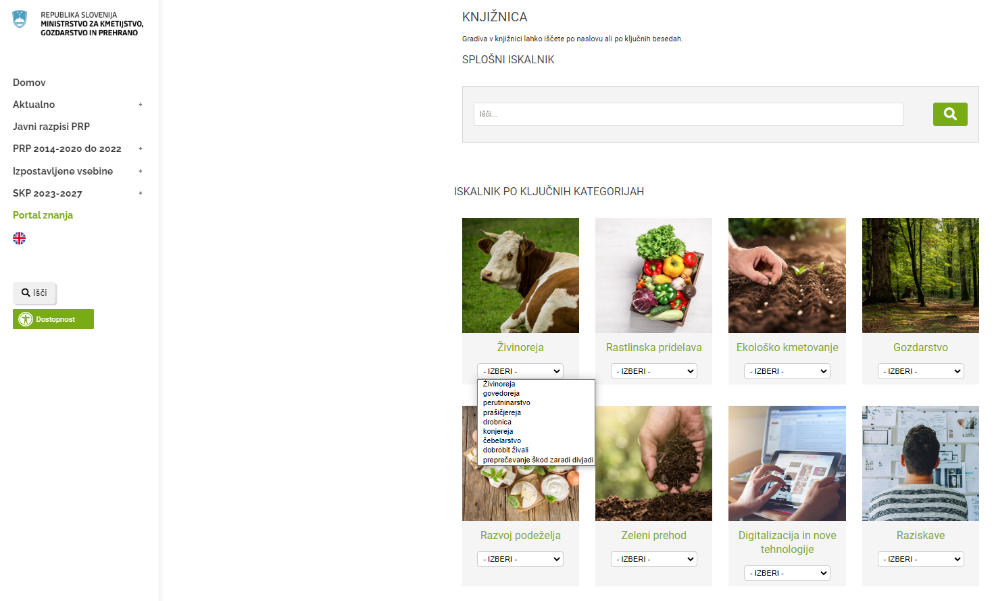 REPUBLIKA SLOVENIJA
MINISTRSTVO ZA KMETIJSTVO,
GOZDARSTVO IN PREHRANO
Domov
Aktualno +
Javni razpisi PRP
PRP 2014-2020 do 2022 +
Izpostavljene vsebine +
SKP 2023-2027 +
Portal znanja
Išči
Dostopnost
KNJIŽNICA
Gradiva v knjižnici lahko iščete po naslovu ali po ključnih besedah.
SPLOŠNI ISKALNIK
Išči...
ISKALNIK PO KLJUČNIH KATEGORIJAH
Živinoreja
- IZBERI -
Živinoreja
govedoreja
perutninarstvo
prašičjereja
drobnica
konjereja
čebelarstvo
dobrobit živali
preprečevanje škod zaradi divjadi
Rastlinska pridelava
- IZBERI -
Ekološko kmetovanje
- IZBERI -
Gozdarstvo
- IZBERI -
Razvoj podeželja
- IZBERI -
Zeleni prehod
- IZBERI -
Digitalizacija in nove
tehnologije
- IZBERI -
Raziskave
- IZBERI -